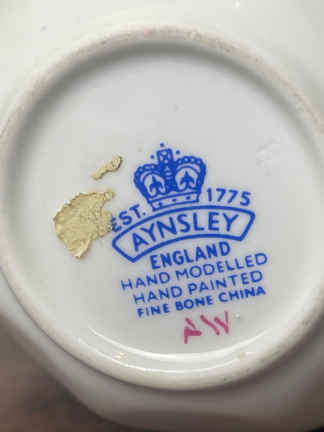 EST. 1775
AYNSLEY
ENGLAND
HAND MODELLED
HAND PAINTED
FINE BONE CHINA
AW